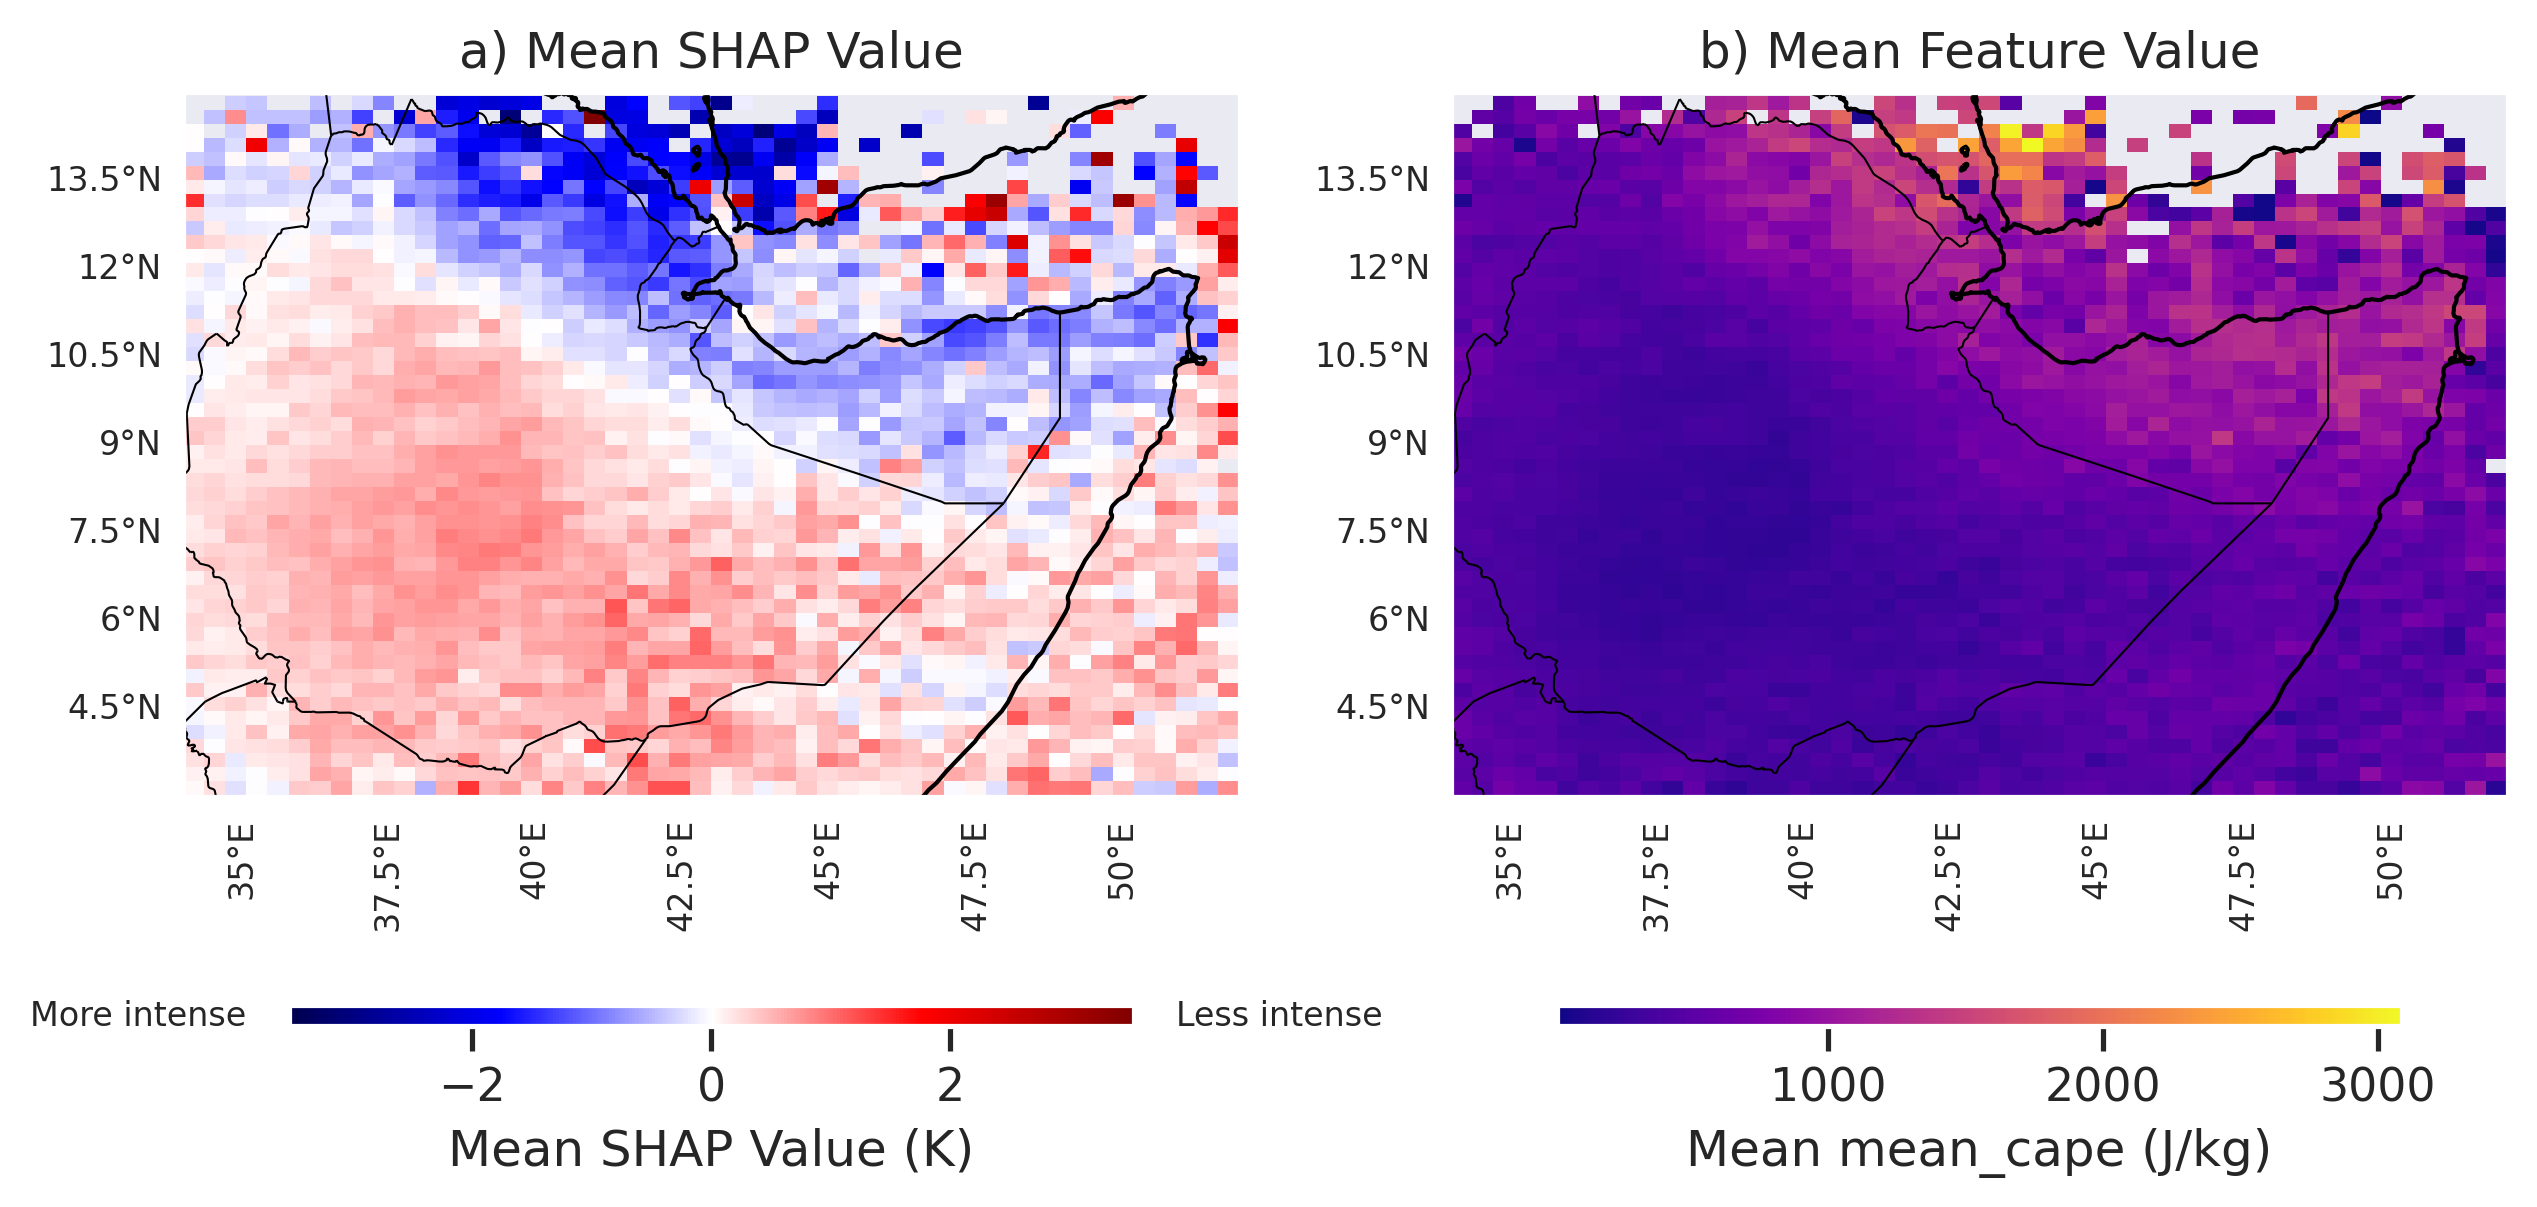 a) Mean SHAP Value
b) Mean Feature Value
13.5°N
12°N
10.5°N
9°N
7.5°N
6°N
4.5°N
35°E
37.5°E
40°E
42.5°E
45°E
47.5°E
50°E
13.5°N
12°N
10.5°N
9°N
7.5°N
6°N
4.5°N
35°E
37.5°E
40°E
42.5°E
45°E
47.5°E
50°E
More intense
Less intense
−2
0
2
Mean SHAP Value (K)
1000
2000
3000
Mean mean_cape (J/kg)